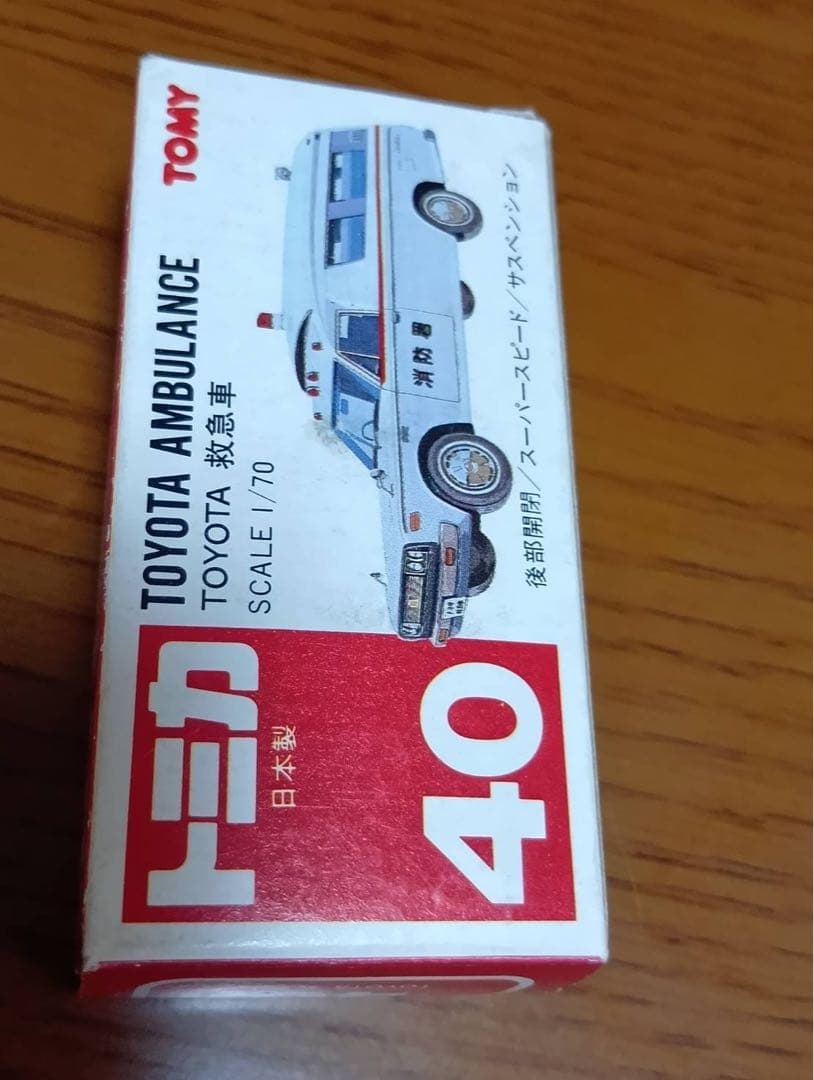 TOMY
TOYOTA AMBULANCE
TOYOTA 救急車
SCALE 1/70
消防署
後部開閉／スーパースピード／サスペンション
トミカ
日本製
40